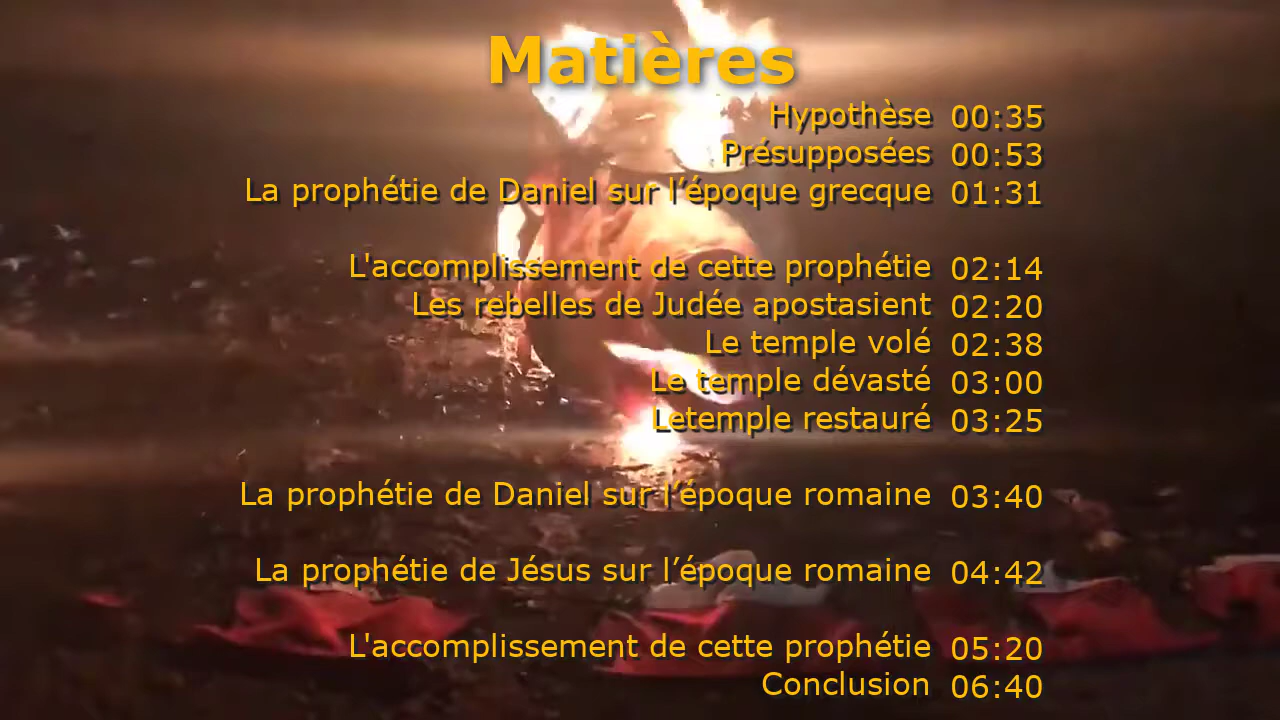 Matières
Hypothèse 00:35
Présupposées 00:53
La prophétie de Daniel sur l’époque grecque 01:31
L'accomplissement de cette prophétie 02:14
Les rebelles de Judée apostasient 02:20
Le temple volé 02:38
Le temple dévasté 03:00
Letemple restauré 03:25
La prophétie de Daniel sur l’époque romaine 03:40
La prophétie de Jésus sur l’époque romaine 04:42
L'accomplissement de cette prophétie 05:20
Conclusion 06:40